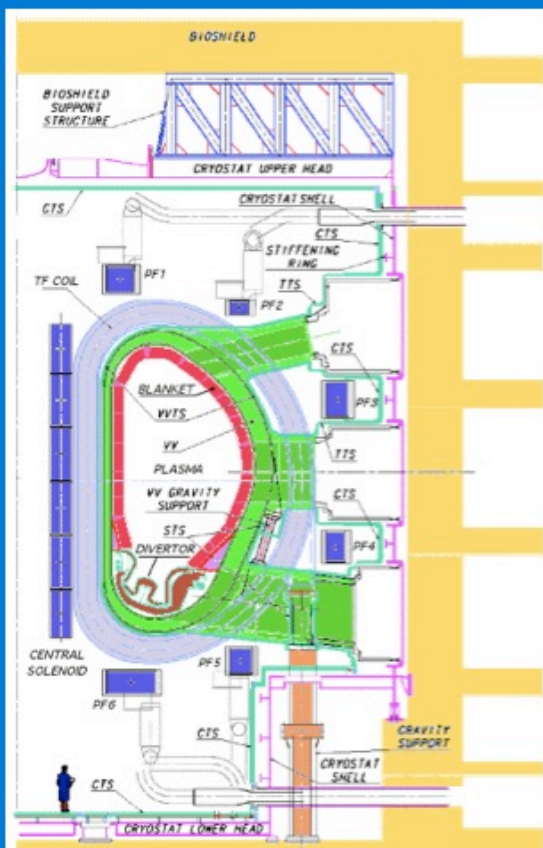 BIOSHIELD
BIOSHIELD
SUPPORT
STRUCTURE
CRYOSTAT UPPER HEAD
CRYOSTAT SHELL
CTS
CTS
STIFFENING
RING
PF1
PF2
TTS
TF COIL
CTS
BLANKET
PF3
VVTS
VV
TTS
PLASMA
VV GRAVITY
SUPPORT
CTS
STS
DIVERTOR
PF4
CENTRAL
SOLENOID
PF5
PF6
CTS
GRAVITY
SUPPORT
CRYOSTAT
SHELL
CTS
CRYOSTAT LOWER HEAD